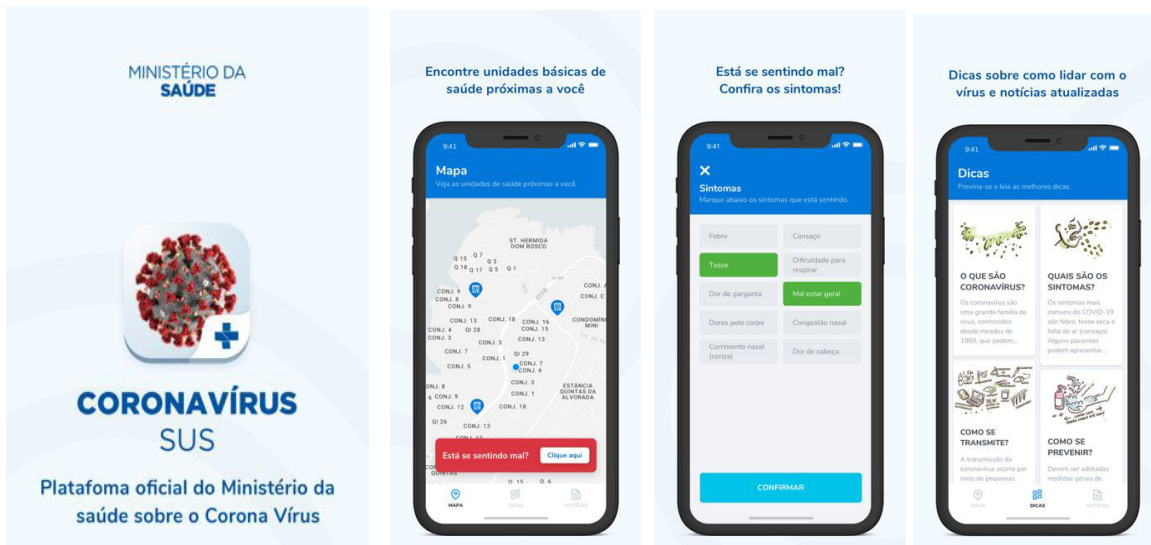 MINISTÉRIO DA
SAÚDE
CORONAVÍRUS
SUS
Platafoma oficial do Ministério da
saúde sobre o Corona Vírus
Encontre unidades básicas de
saúde próximas a você
9:41
Mapa
Veja as unidades de saúde próximas a você
ST. HERMIDA
DOM BOSCO
Q 15 Q 7
Q 3
Q 18 Q 17 Q 5 Q 1
CONJ. 9
CONJ. 8
CONJ. 9
CONJ. A
CONJ. C
CONJ. 13 CONJ. 18 CONJ. 16
CONJ. 15
CONDOMÍNI
MINI
CONJ. 4 QI 28
CONJ. 3
CONJ. 3 CONJ. 13
CONJ. 7
CONJ. 1
QI 29
CONJ. 7
CONJ. 6
CONJ. 5
CONJ. 3
CONJ. 1
ESTÂNCIA
QUINTAS DA
ALVORADA
ONJ. 8
6 CONJ. 9
CONJ. 12
CONJ. 18
QI 26
CONJ. 13
Está se sentindo mal?
Clique aqui
QUINTAS
Q. 15 Q. 6
MAPA
DICAS
NOTÍCIAS
Está se sentindo mal?
Confira os sintomas!
9:41
Sintomas
Marque abaixo os sintomas que está sentindo.
Febre
Cansaço
Tosse
Dificuldade para
respirar
Dor de garganta
Mal estar geral
Dores pelo corpo
Congestão nasal
Corrimento nasal
(coriza)
Dor de cabeça
CONFIRMAR
Dicas sobre como lidar com o
vírus e notícias atualizadas
9:41
Dicas
Previna-se e leia as melhores dicas.
O QUE SÃO
CORONAVÍRUS?
Os coronavírus são
uma grande família de
vírus, conhecidos
desde meados de
1960, que podem...
QUAIS SÃO OS
SINTOMAS?
Os sintomas mais
comuns do COVID-19
são febre, tosse seca e
falta de ar (cansaço).
Alguns pacientes
podem apresentar...
COMO SE
TRANSMITE?
A transmissão do
coronavírus ocorre por
meio de pequenas
COMO SE
PREVENIR?
Devem ser adotadas
medidas gerais de
MAPA
DICAS
NOTÍCIAS